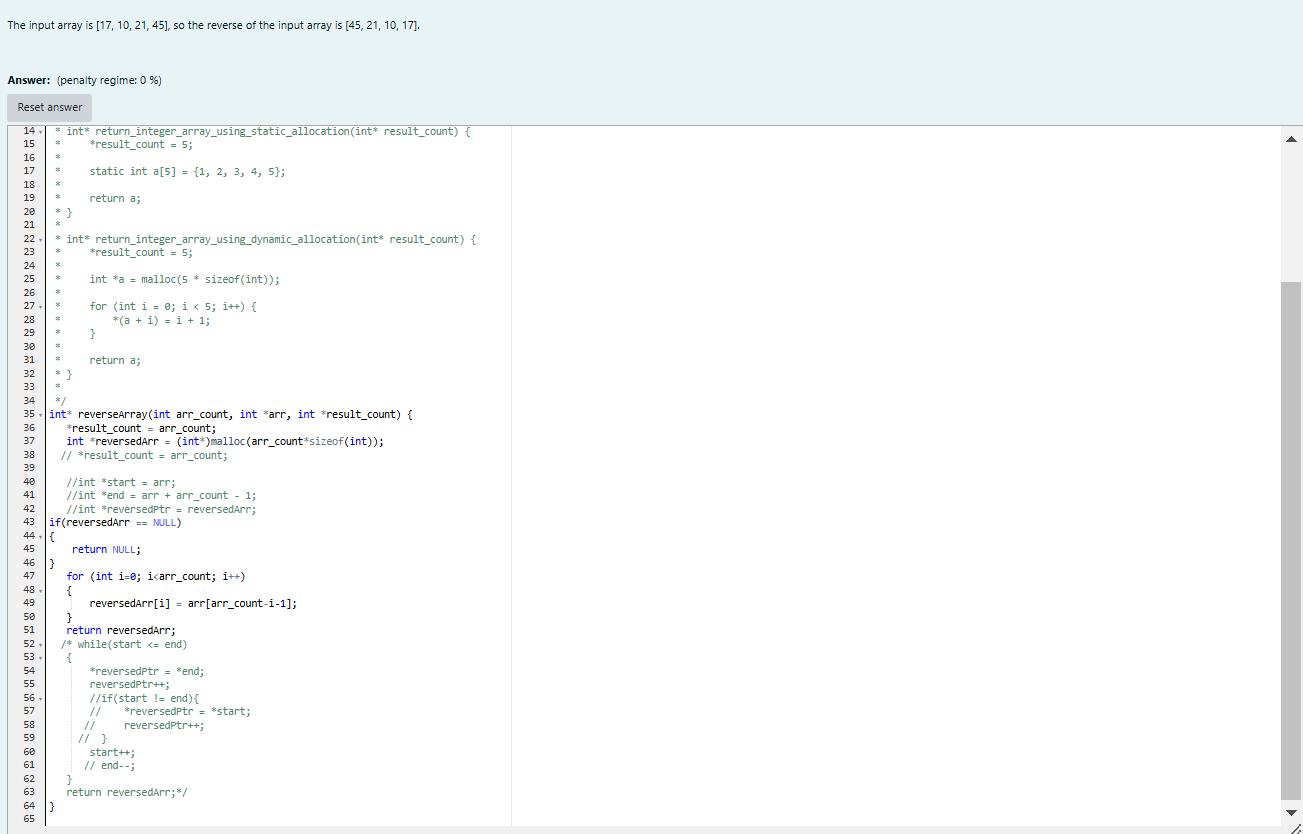 The input array is [17, 10, 21, 45], so the reverse of the input array is [45, 21, 10, 17].
Answer: (penalty regime: 0 %)
Reset answer
14 * int* return_integer_array_using_static_allocation(int* result_count) {
15 *     *result_count = 5;
16 *
17 *     static int a[5] = {1, 2, 3, 4, 5};
18 *
19 *     return a;
20 * }
21 *
22 * int* return_integer_array_using_dynamic_allocation(int* result_count) {
23 *     *result_count = 5;
24 *
25 *     int *a = malloc(5 * sizeof(int));
26 *
27 *     for (int i = 0; i < 5; i++) {
28 *         *(a + i) = i + 1;
29 *     }
30 *
31 *     return a;
32 * }
33 *
34 */
35 int* reverseArray(int arr_count, int *arr, int *result_count) {
36    *result_count = arr_count;
37    int *reversedArr = (int*)malloc(arr_count*sizeof(int));
38   // *result_count = arr_count;
39
40    //int *start = arr;
41    //int *end = arr + arr_count - 1;
42    //int *reversedPtr = reversedArr;
43 if(reversedArr == NULL)
44 {
45     return NULL;
46 }
47    for (int i=0; i<arr_count; i++)
48    {
49        reversedArr[i] = arr[arr_count-i-1];
50    }
51    return reversedArr;
52   /* while(start <= end)
53    {
54        *reversedPtr = *end;
55        reversedPtr++;
56        //if(start != end){
57        //    *reversedPtr = *start;
58       //     reversedPtr++;
59      //  }
60        start++;
61       // end--;
62    }
63    return reversedArr;*/
64 }
65